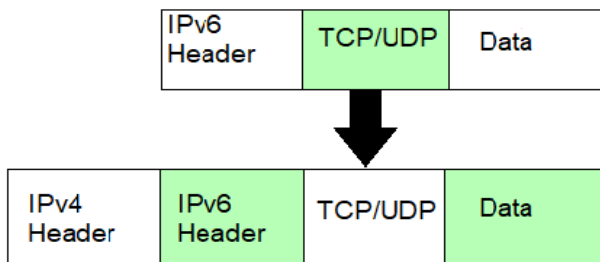 IPv6
Header
TCP/UDP
Data
IPv4
Header
IPv6
Header
TCP/UDP
Data